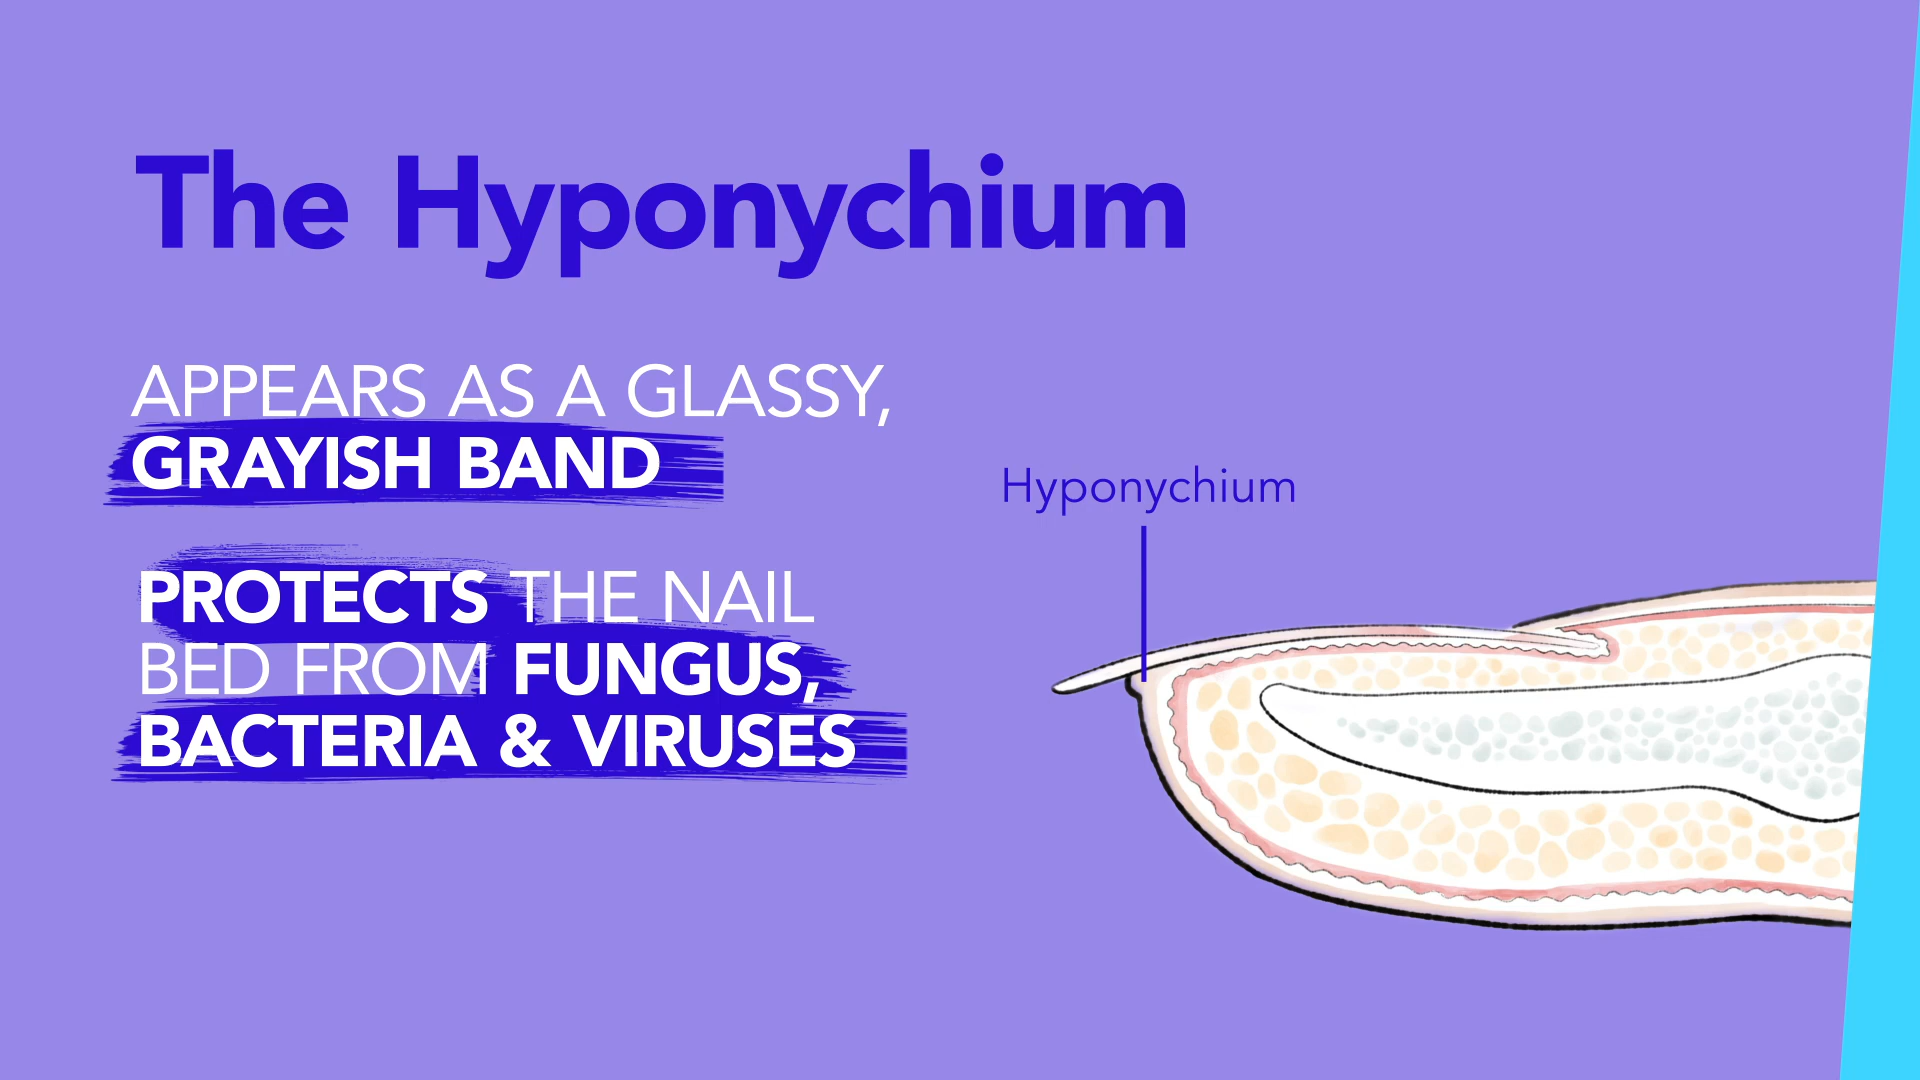 The Hyponychium
APPEARS AS A GLASSY,
GRAYISH BAND
PROTECTS THE NAIL
BED FROM FUNGUS,
BACTERIA & VIRUSES
Hyponychium